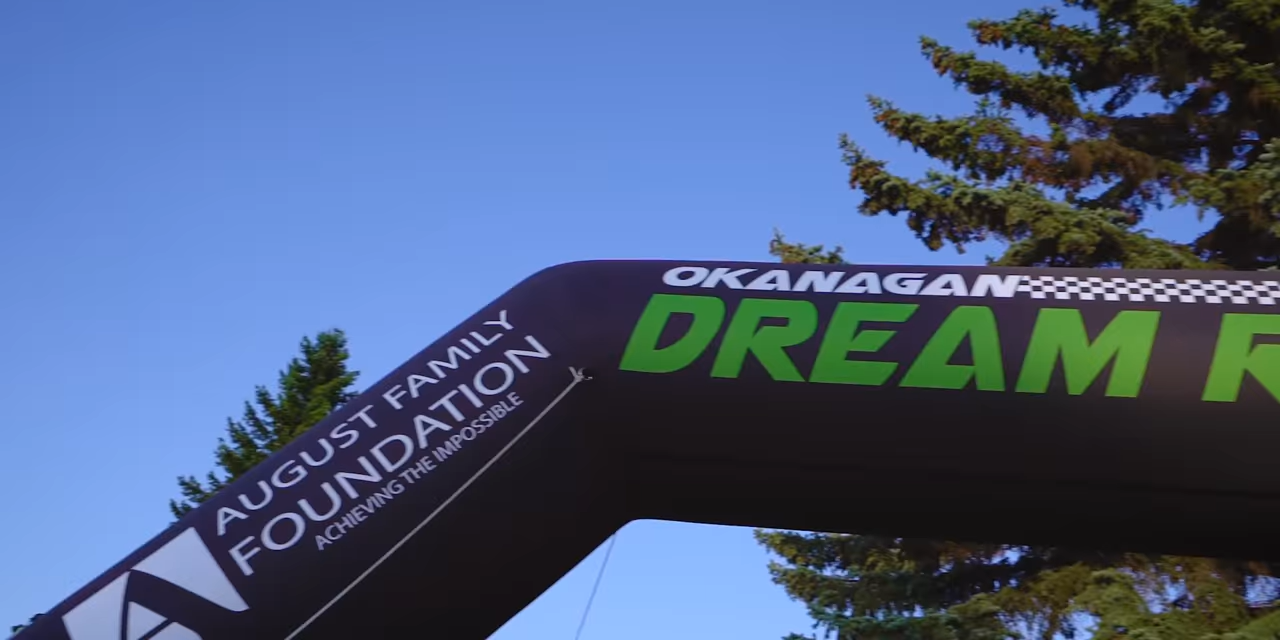 OKANAGAN
DREAM
AUGUST FAMILY
FOUNDATION
ACHIEVING THE IMPOSSIBLE